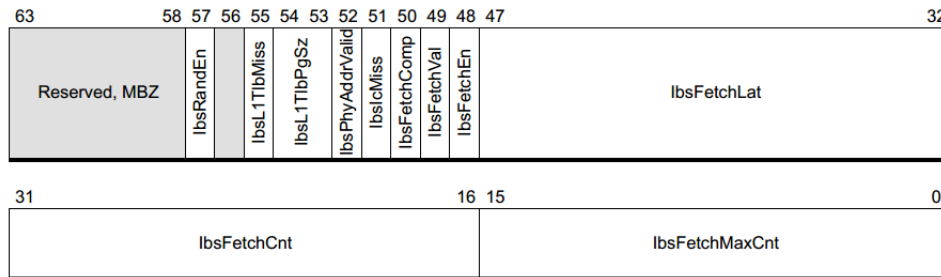 63 58 57 56 55 54 53 52 51 50 49 48 47 32
Reserved, MBZ
IbsRandEn
IbsL1TlbMiss
IbsL1TlbPgSz
IbsPhyAddrValid
IbsIcMiss
IbsFetchComp
IbsFetchVal
IbsFetchEn
IbsFetchLat
31 16 15 0
IbsFetchCnt IbsFetchMaxCnt